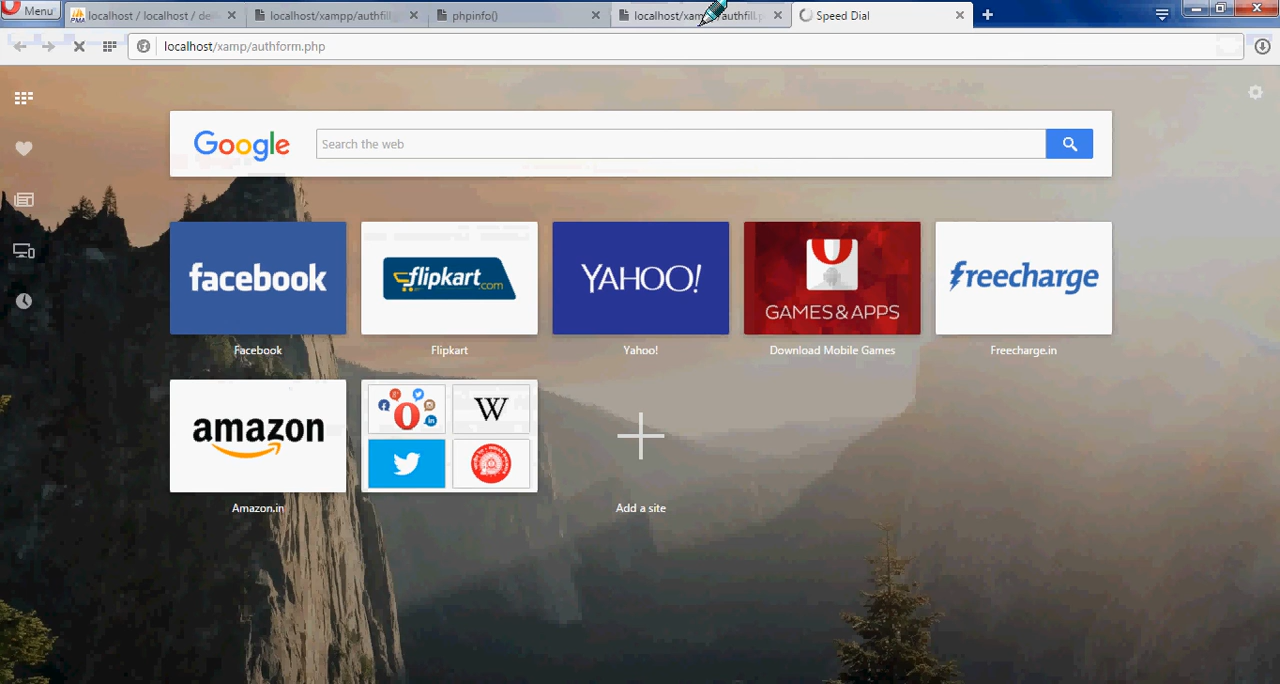 Menu
localhost / localhost / de
localhost/xampp/authfill
phpinfo()
localhost/xam authfill.p
Speed Dial
localhost/xamp/authform.php
Google
Search the web
facebook
flipkart.com
YAHOO!
GAMES & APPS
freecharge
Facebook
Flipkart
Yahoo!
Download Mobile Games
Freecharge.in
amazon
W
Amazon.in
Add a site